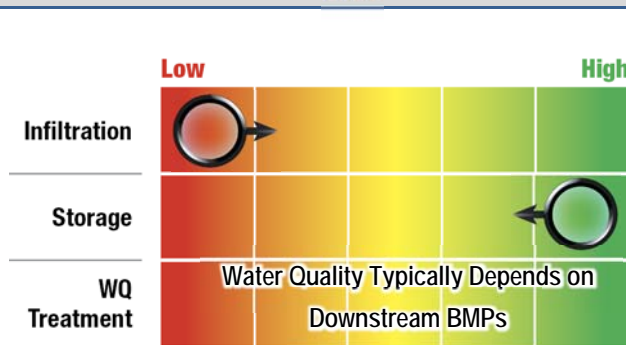 Low High
Infiltration
Storage
WQ
Treatment
Water Quality Typically Depends on
Downstream BMPs